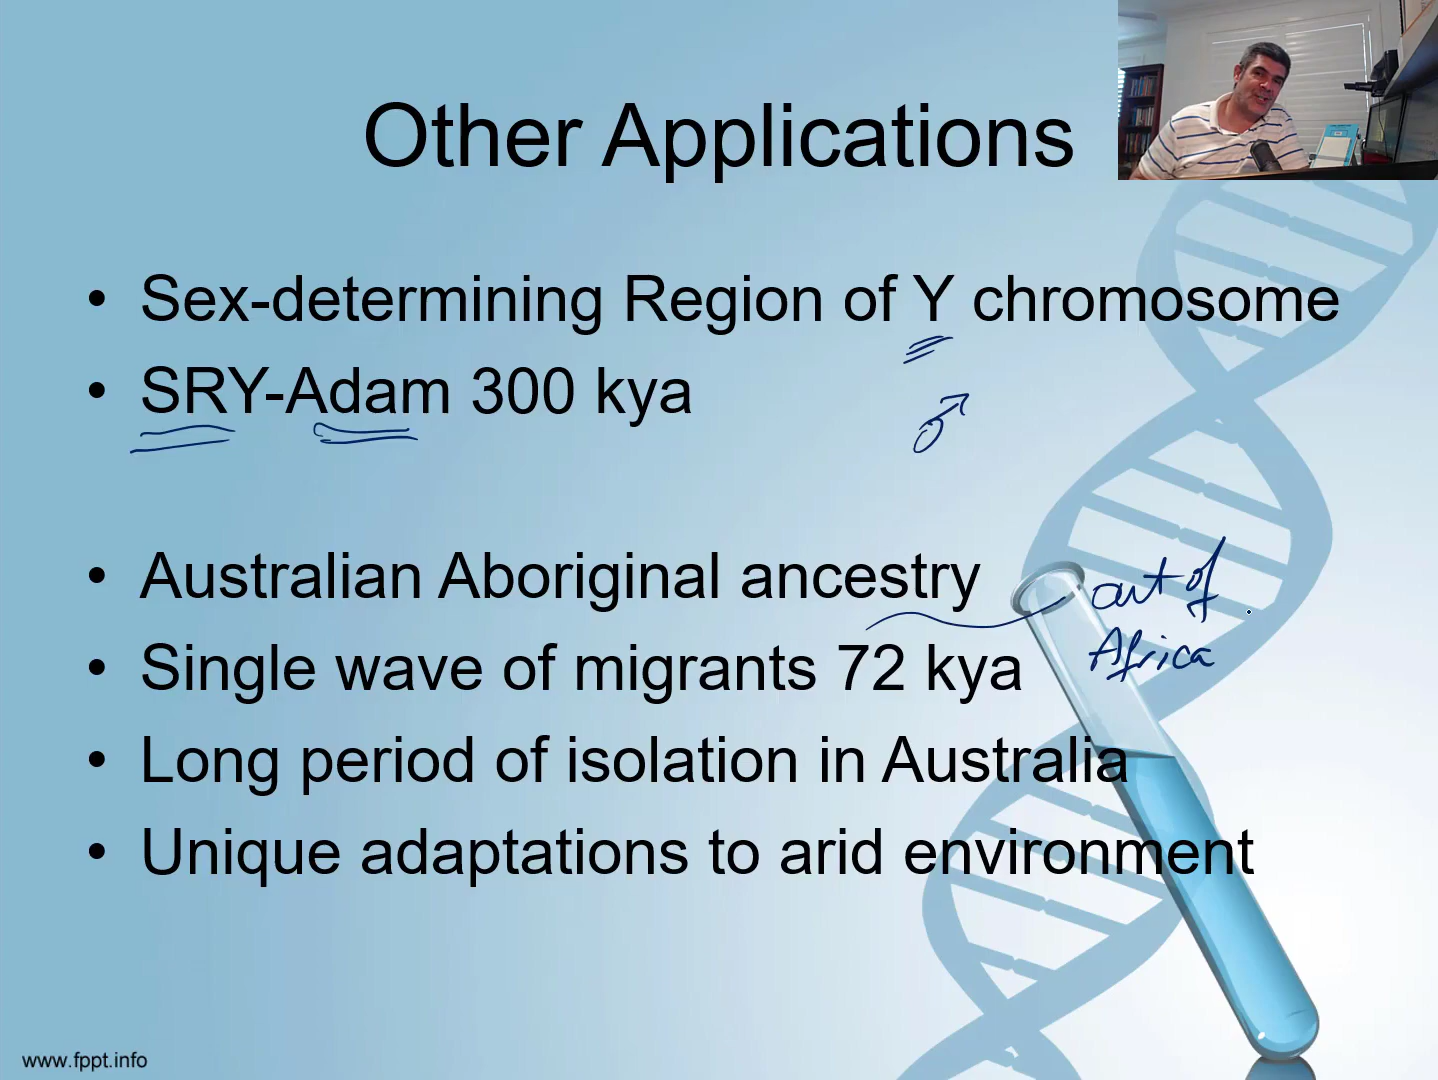 Other Applications
• Sex-determining Region of Y chromosome
• SRY-Adam 300 kya
♂
• Australian Aboriginal ancestry
out of
Africa
• Single wave of migrants 72 kya
• Long period of isolation in Australia
• Unique adaptations to arid environment
www.fppt.info